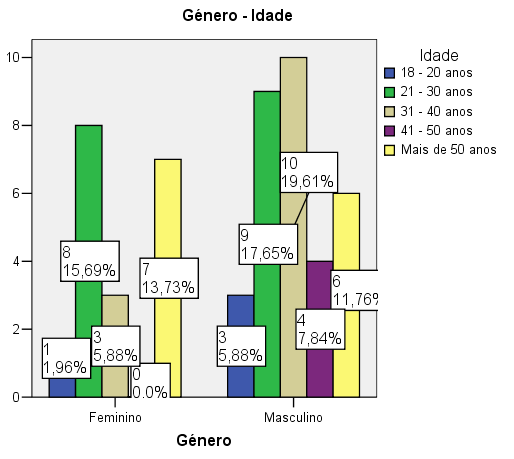 Género - Idade
Idade
18 - 20 anos
21 - 30 anos
31 - 40 anos
41 - 50 anos
Mais de 50 anos
10
8
6
4
2
0
1
1,96%
8
15,69%
3
5,88%
0
0.0%
7
13,73%
3
5,88%
9
17,65%
10
19,61%
4
7,84%
6
11,76%
Feminino
Masculino
Género